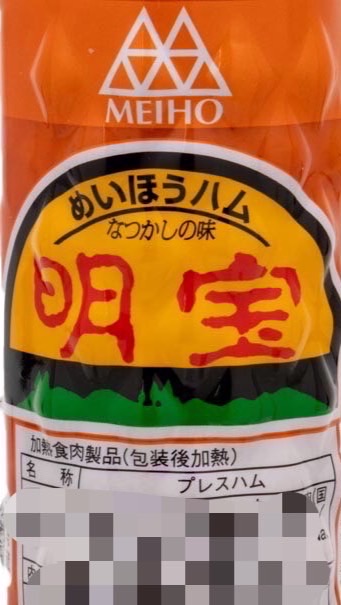 MEIHO
めいほうハム
なつかしの味
明宝
加熱食肉製品(包装後加熱)
名 称 プレスハム